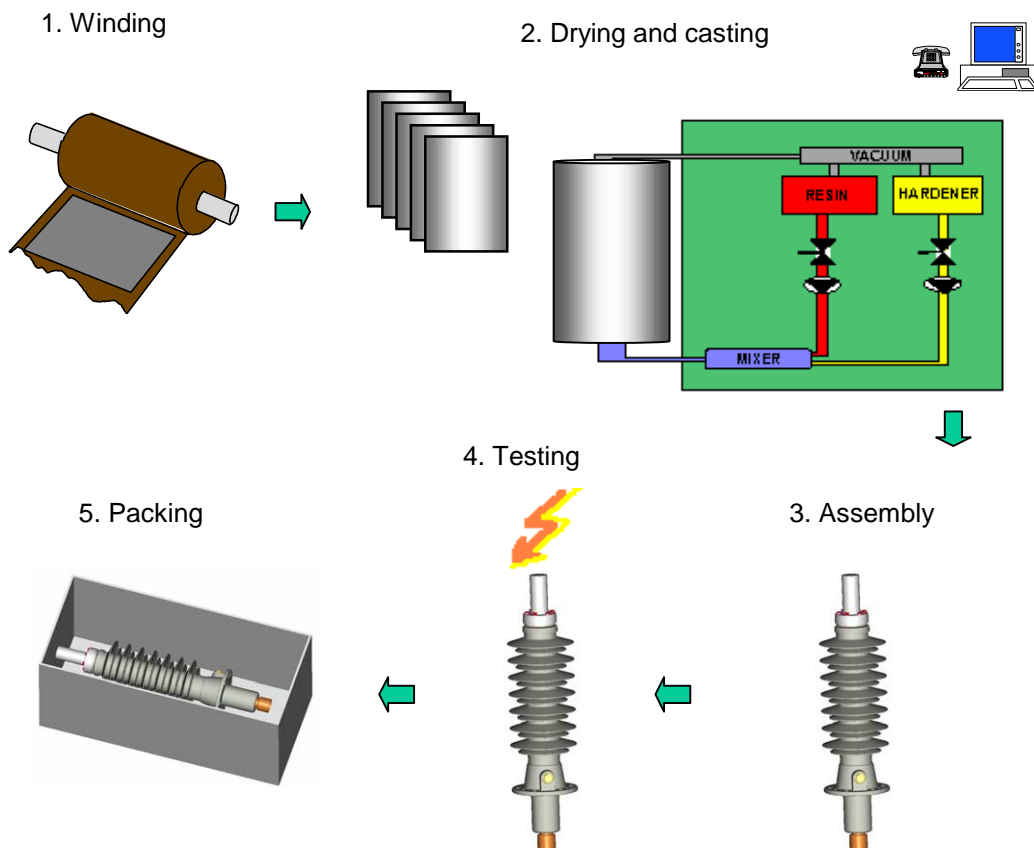 1. Winding
2. Drying and casting
VACUUM
RESIN
HARDENER
MIXER
3. Assembly
4. Testing
5. Packing